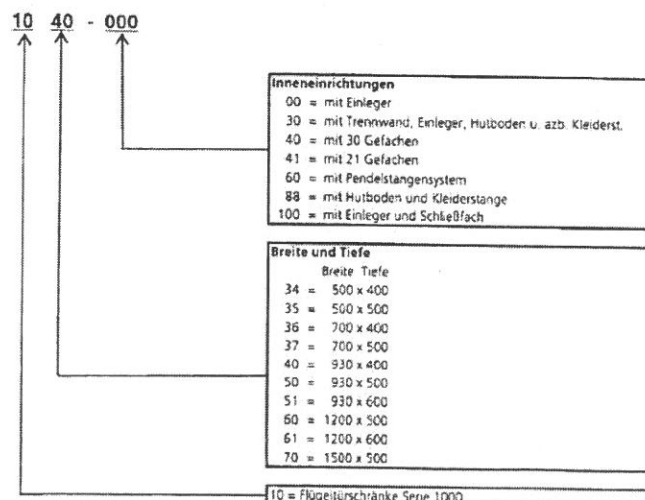 10 40 - 000
Inneneinrichtungen
00 = mit Einleger
30 = mit Trennwand, Einleger, Hutboden u. azb. Kleiderst.
40 = mit 30 Gefachen
41 = mit 21 Gefachen
60 = mit Pendelstangensystem
88 = mit Hutboden und Kleiderstange
100 = mit Einleger und Schließfach
Breite und Tiefe
Breite Tiefe
34 = 500 x 400
35 = 500 x 500
36 = 700 x 400
37 = 700 x 500
40 = 930 x 400
50 = 930 x 500
51 = 930 x 600
60 = 1200 x 500
61 = 1200 x 600
70 = 1500 x 500
10 = Flügeltürschränke Serie 1000